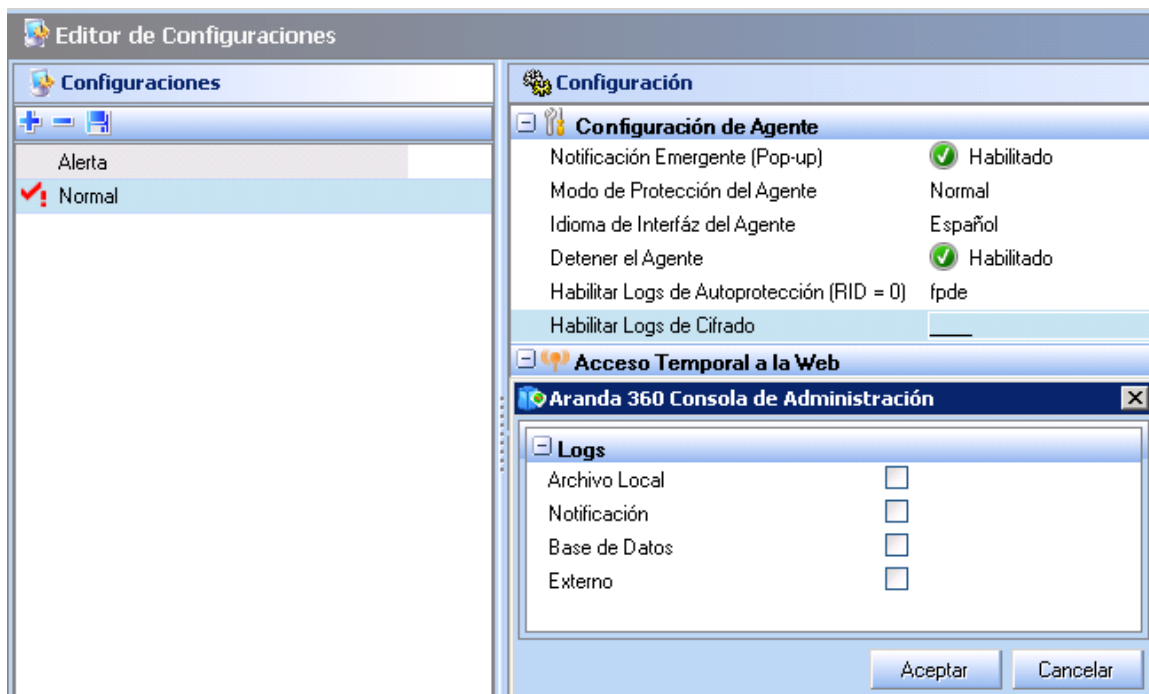 Editor de Configuraciones
Configuraciones
Alerta
Normal
Configuración
Configuración de Agente
Notificación Emergente (Pop-up) Habilitado
Modo de Protección del Agente Normal
Idioma de Interfáz del Agente Español
Detener el Agente Habilitado
Habilitar Logs de Autoprotección (RID = 0) fpde
Habilitar Logs de Cifrado ____
Acceso Temporal a la Web
Aranda 360 Consola de Administración
Logs
Archivo Local
Notificación
Base de Datos
Externo
Aceptar Cancelar